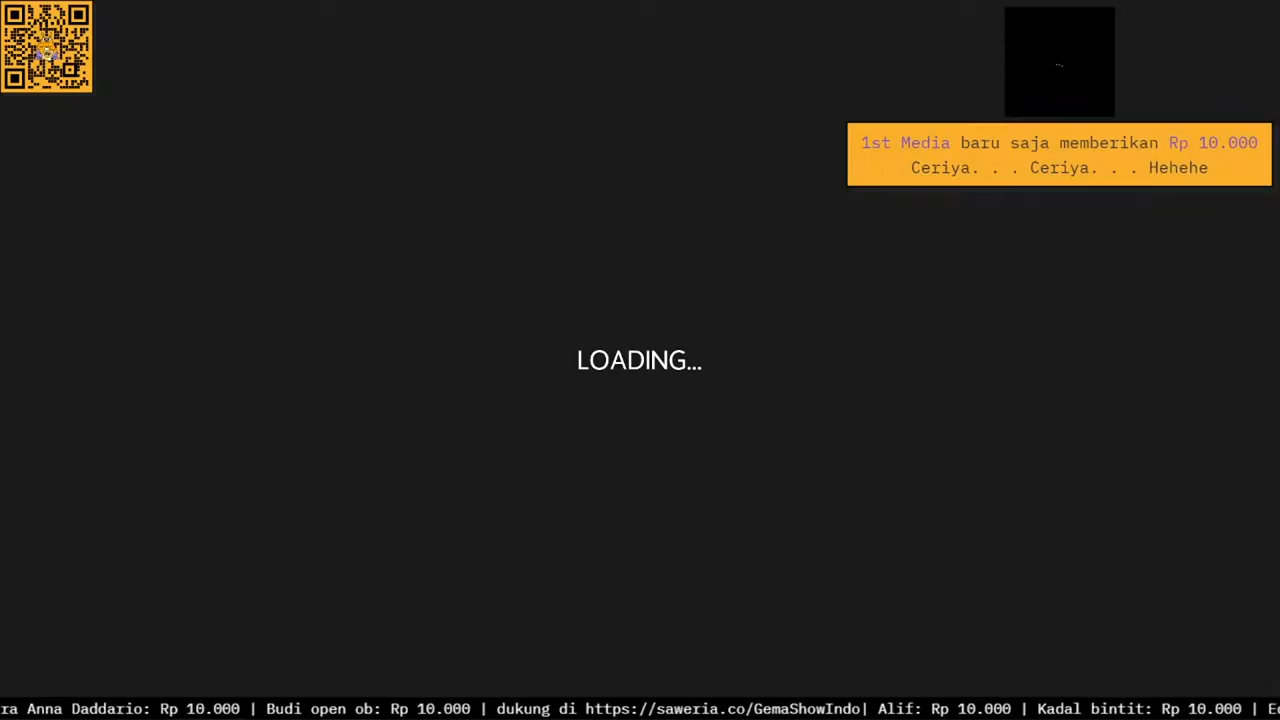 1st Media baru saja memberikan Rp 10.000
Ceriya. . . Ceriya. . . Hehehe
LOADING...
ra Anna Daddario: Rp 10.000 | Budi open ob: Rp 10.000 | dukung di https://saweria.co/GemaShowIndo| Alif: Rp 10.000 | Kadal bintit: Rp 10.000 |